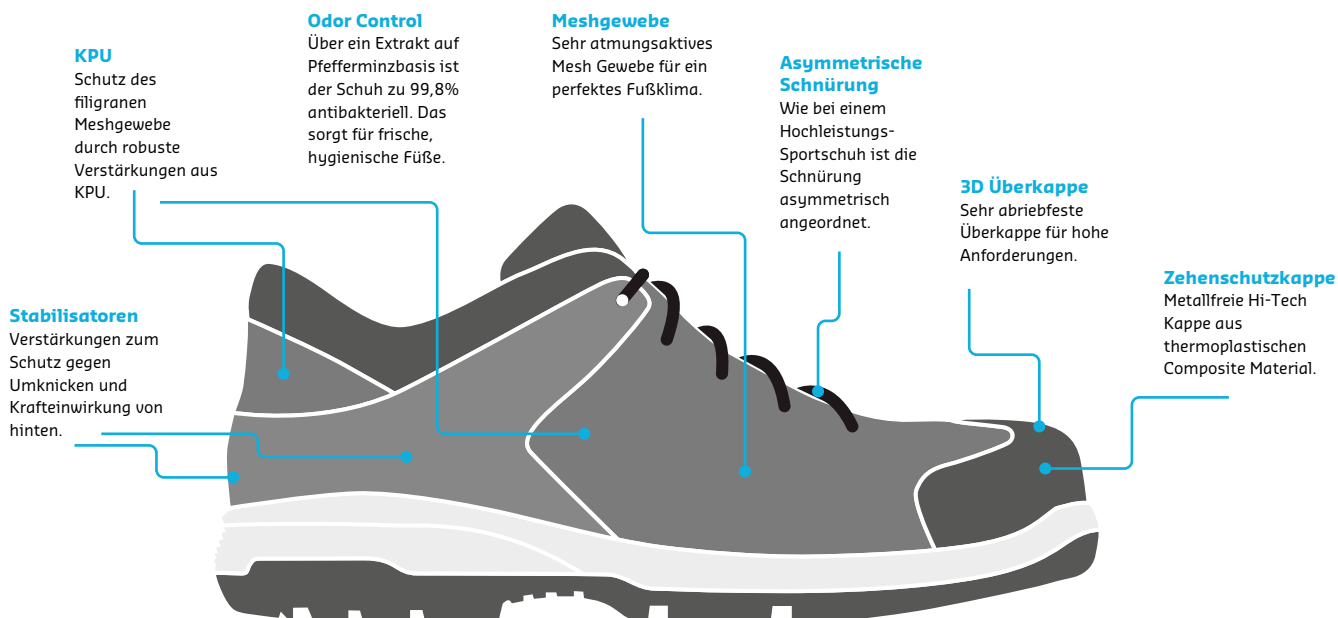 KPU
Schutz des
filigranen
Meshgewebe
durch robuste
Verstärkungen aus
KPU.
Odor Control
Über ein Extrakt auf
Pfefferminzbasis ist
der Schuh zu 99,8%
antibakteriell. Das
sorgt für frische,
hygienische Füße.
Meshgewebe
Sehr atmungsaktives
Mesh Gewebe für ein
perfektes Fußklima.
Asymmetrische
Schnürung
Wie bei einem
Hochleistungs-
Sportschuh ist die
Schnürung
asymmetrisch
angeordnet.
3D Überkappe
Sehr abriebfeste
Überkappe für hohe
Anforderungen.
Zehenschutzkappe
Metallfreie Hi-Tech
Kappe aus
thermoplastischen
Composite Material.
Stabilisatoren
Verstärkungen zum
Schutz gegen
Umknicken und
Krafteinwirkung von
hinten.